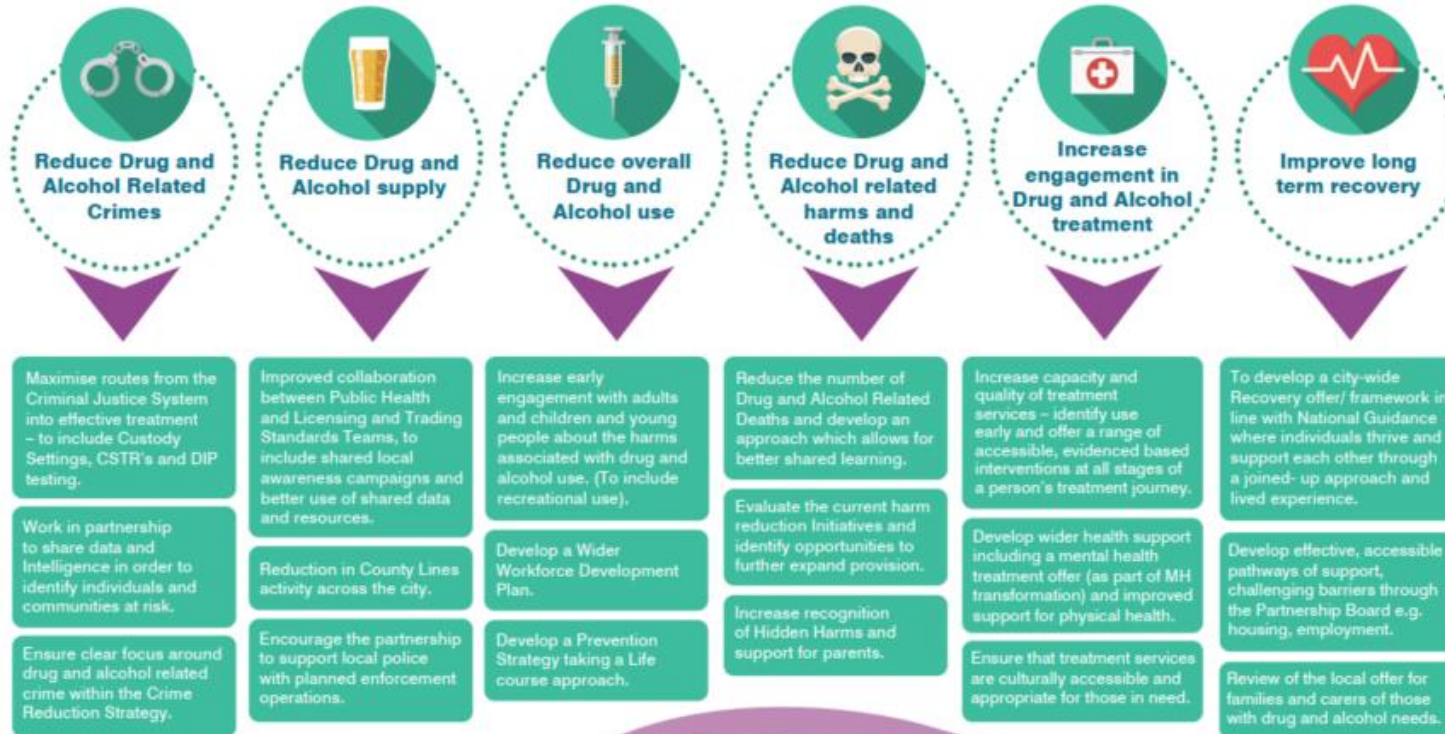 Reduce Drug and
Alcohol Related
Crimes
Reduce Drug and
Alcohol supply
Reduce overall
Drug and
Alcohol use
Reduce Drug and
Alcohol related
harms and
deaths
Increase
engagement in
Drug and Alcohol
treatment
Improve long
term recovery
Maximise routes from the
Criminal Justice System
into effective treatment
– to include Custody
Settings, CSTR's and DIP
testing.
Work in partnership
to share data and
Intelligence in order to
identify individuals and
communities at risk.
Ensure clear focus around
drug and alcohol related
crime within the Crime
Reduction Strategy.
Improved collaboration
between Public Health
and Licensing and Trading
Standards Teams, to
include shared local
awareness campaigns and
better use of shared data
and resources.
Reduction in County Lines
activity across the city.
Encourage the partnership
to support local police
with planned enforcement
operations.
Increase early
engagement with adults
and children and young
people about the harms
associated with drug and
alcohol use. (To include
recreational use).
Develop a Wider
Workforce Development
Plan.
Develop a Prevention
Strategy taking a Life
course approach.
Reduce the number of
Drug and Alcohol Related
Deaths and develop an
approach which allows for
better shared learning.
Evaluate the current harm
reduction Initiatives and
identify opportunities to
further expand provision.
Increase recognition
of Hidden Harms and
support for parents.
Increase capacity and
quality of treatment
services – identify use
early and offer a range of
accessible, evidenced based
interventions at all stages of
a person's treatment journey.
Develop wider health support
including a mental health
treatment offer (as part of MH
transformation) and improved
support for physical health.
Ensure that treatment services
are culturally accessible and
appropriate for those in need.
To develop a city-wide
Recovery offer/ framework in
line with National Guidance
where individuals thrive and
support each other through
a joined- up approach and
lived experience.
Develop effective, accessible
pathways of support,
challenging barriers through
the Partnership Board e.g.
housing, employment.
Review of the local offer for
families and carers of those
with drug and alcohol needs.